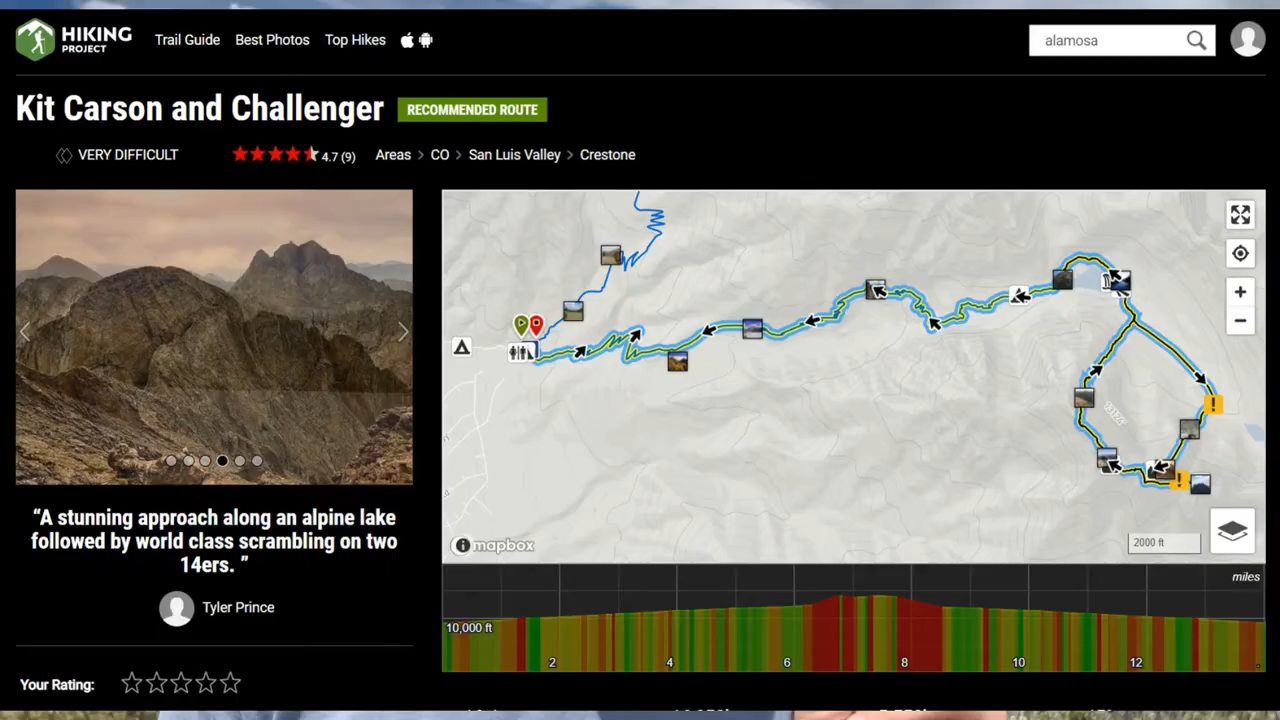 HIKING
PROJECT
Trail Guide
Best Photos
Top Hikes
alamosa
Kit Carson and Challenger
RECOMMENDED ROUTE
VERY DIFFICULT
4.7 (9)
Areas > CO > San Luis Valley > Crestone
“A stunning approach along an alpine lake
followed by world class scrambling on two
14ers. ”
Tyler Prince
Your Rating:
mapbox
2000 ft
miles
10,000 ft
2
4
6
8
10
12